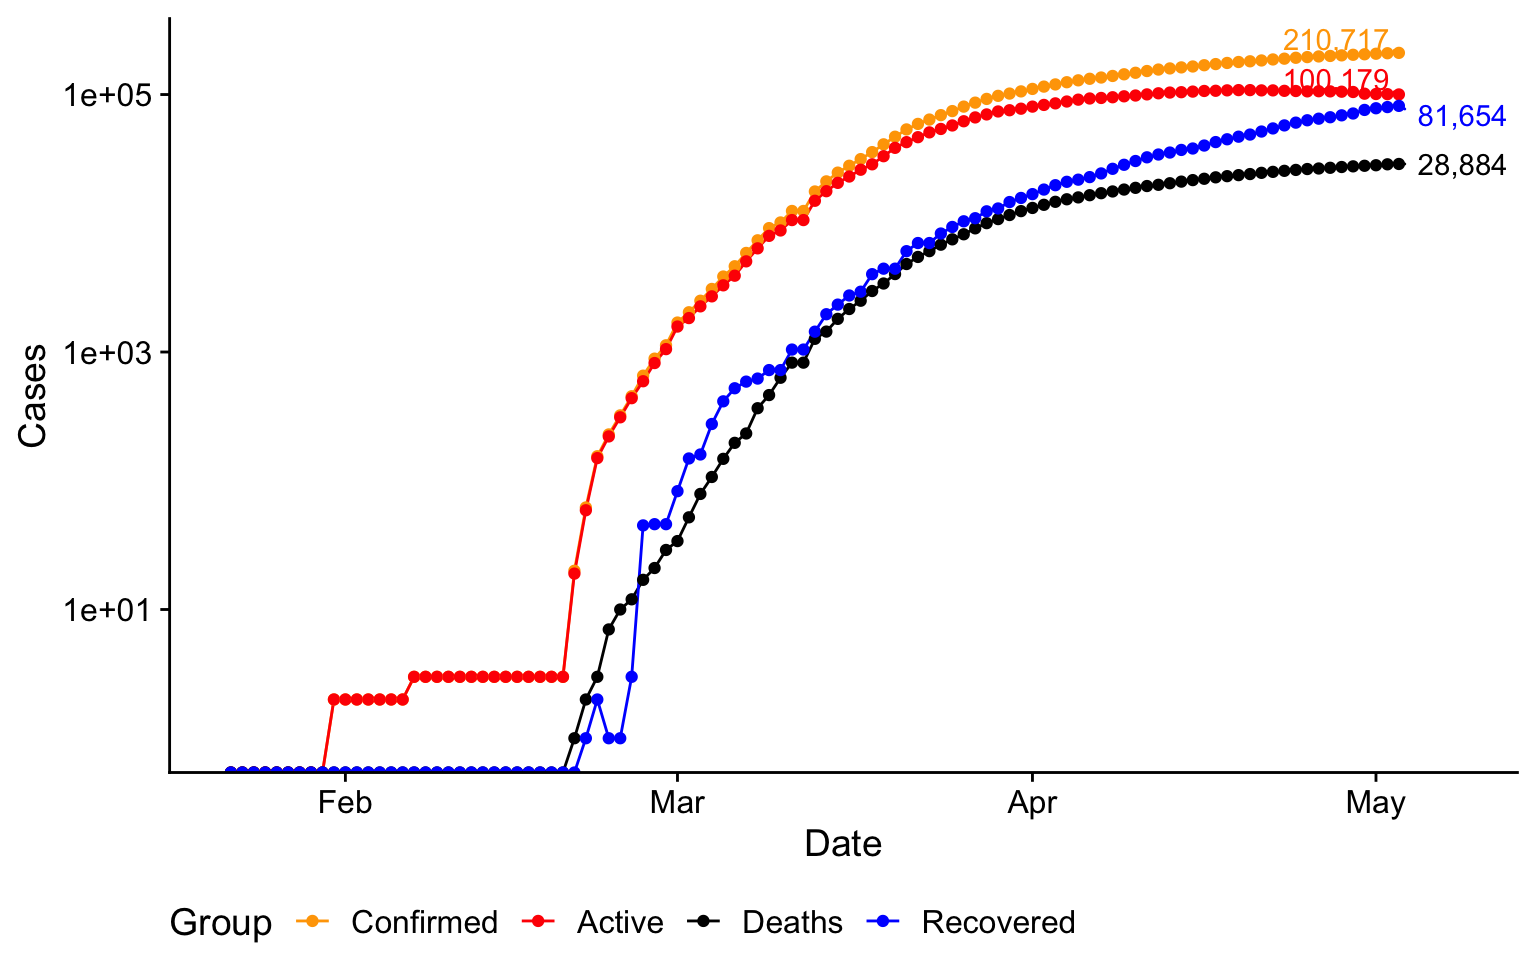 210,717
1e+05
100,179
81,654
28,884
1e+03
Cases
1e+01
Feb Mar Apr May
Date
Group Confirmed Active Deaths Recovered